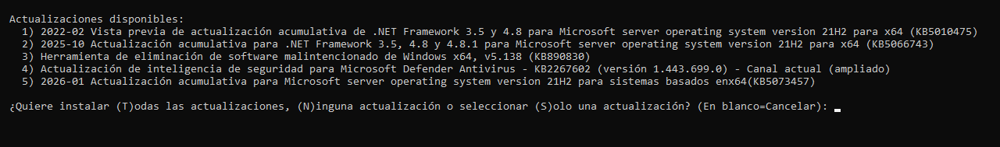 Actualizaciones disponibles:
1) 2022-02 Vista previa de actualización acumulativa de .NET Framework 3.5 y 4.8 para Microsoft server operating system version 21H2 para x64 (KB5010475)
2) 2025-10 Actualización acumulativa para .NET Framework 3.5, 4.8 y 4.8.1 para Microsoft server operating system version 21H2 para x64 (KB5066743)
3) Herramienta de eliminación de software malintencionado de Windows x64, v5.138 (KB890830)
4) Actualización de inteligencia de seguridad para Microsoft Defender Antivirus - KB2267602 (versión 1.443.699.0) - Canal actual (ampliado)
5) 2026-01 Actualización acumulativa para Microsoft server operating system version 21H2 para sistemas basados enx64(KB5073457)
¿Quiere instalar (T)odas las actualizaciones, (N)inguna actualización o seleccionar (S)olo una actualización? (En blanco=Cancelar):